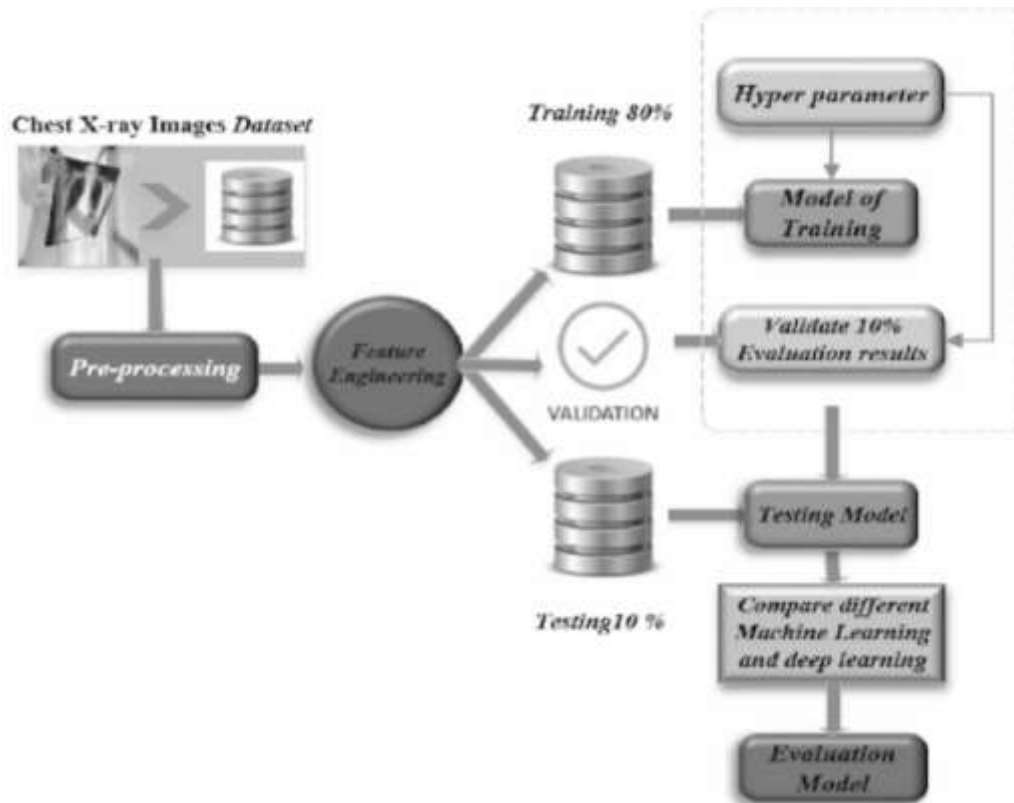 Chest X-ray Images Dataset
Pre-processing
Feature
Engineering
Training 80%
VALIDATION
Testing10 %
Hyper parameter
Model of
Training
Validate 10%
Evaluation results
Testing Model
Compare different
Machine Learning
and deep learning
Evaluation
Model